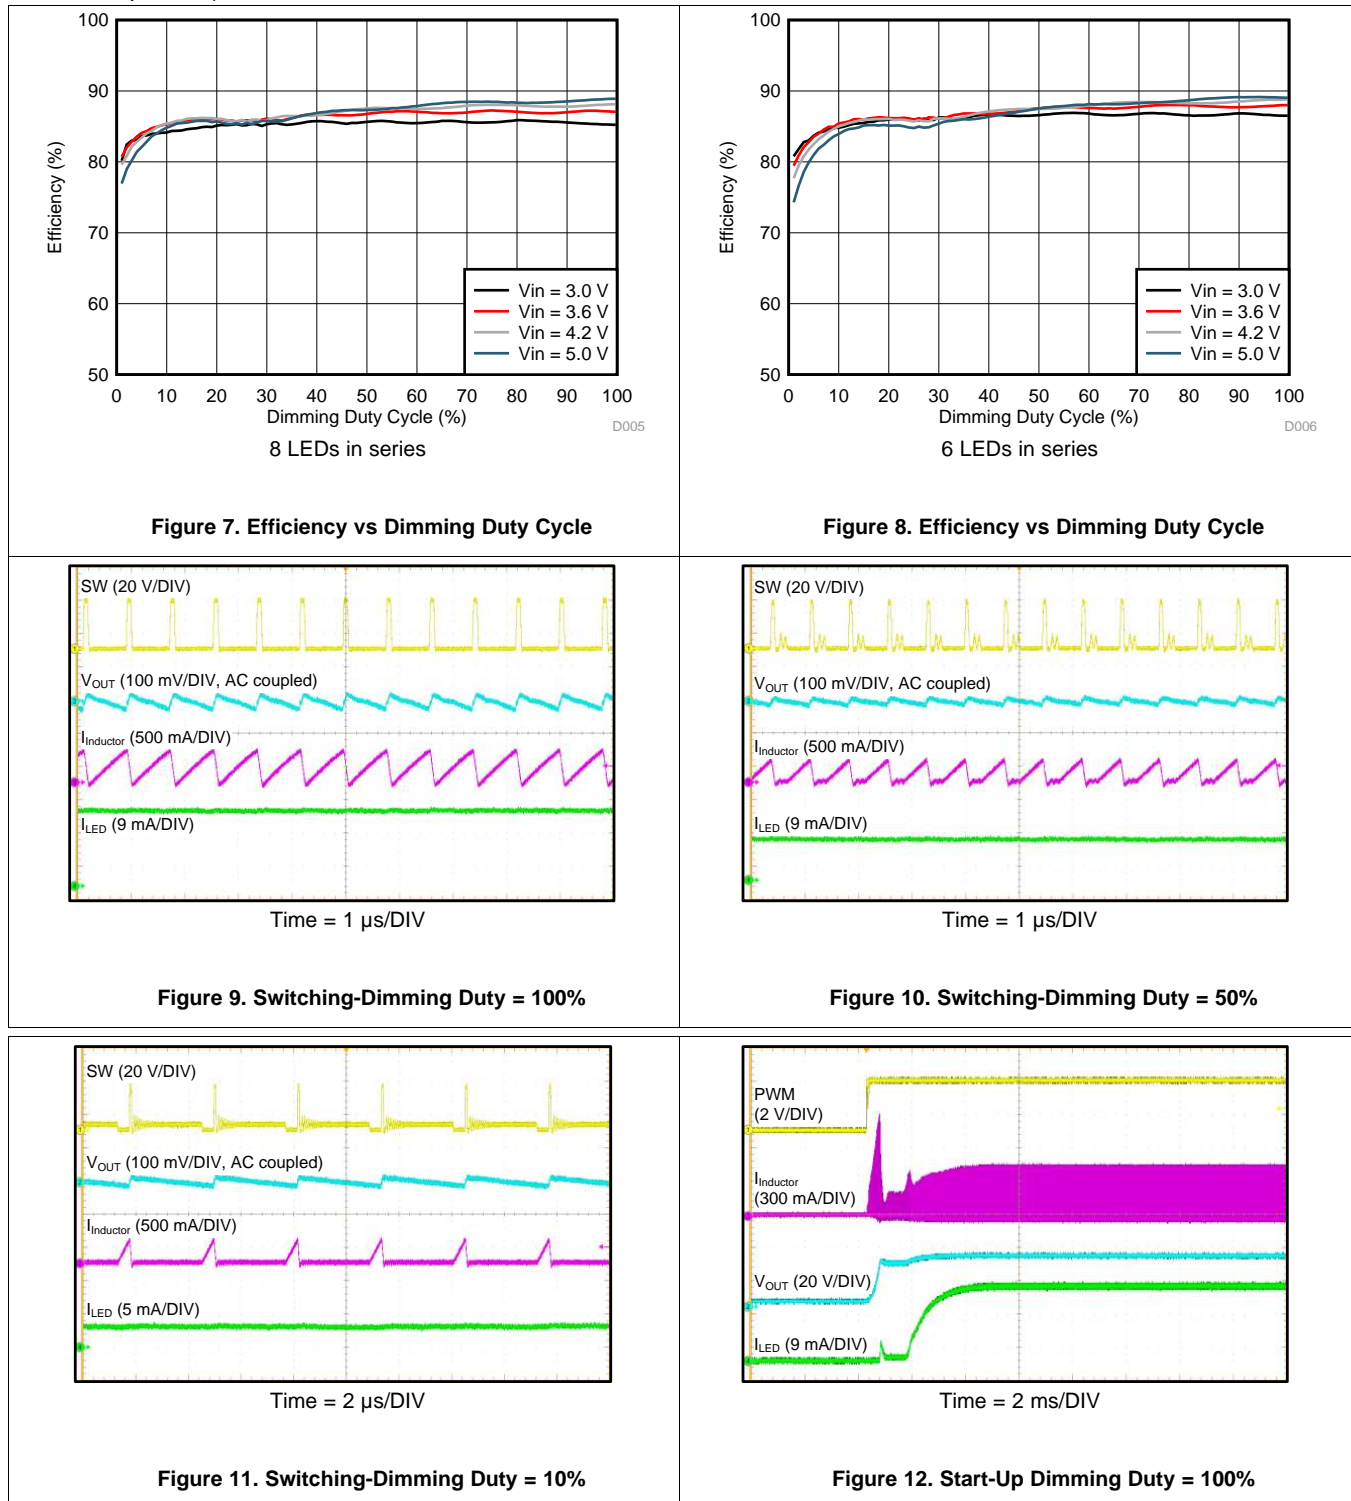 100
90
80
70
60
50
Efficiency (%)
Vin = 3.0 V
Vin = 3.6 V
Vin = 4.2 V
Vin = 5.0 V
0 10 20 30 40 50 60 70 80 90 100
Dimming Duty Cycle (%)
D005
8 LEDs in series
Figure 7. Efficiency vs Dimming Duty Cycle
100
90
80
70
60
50
Efficiency (%)
Vin = 3.0 V
Vin = 3.6 V
Vin = 4.2 V
Vin = 5.0 V
0 10 20 30 40 50 60 70 80 90 100
Dimming Duty Cycle (%)
D006
6 LEDs in series
Figure 8. Efficiency vs Dimming Duty Cycle
SW (20 V/DIV)
VOUT (100 mV/DIV, AC coupled)
IInductor (500 mA/DIV)
ILED (9 mA/DIV)
Time = 1 µs/DIV
Figure 9. Switching-Dimming Duty = 100%
SW (20 V/DIV)
VOUT (100 mV/DIV, AC coupled)
IInductor (500 mA/DIV)
ILED (9 mA/DIV)
Time = 1 µs/DIV
Figure 10. Switching-Dimming Duty = 50%
SW (20 V/DIV)
VOUT (100 mV/DIV, AC coupled)
IInductor (500 mA/DIV)
ILED (5 mA/DIV)
Time = 2 µs/DIV
Figure 11. Switching-Dimming Duty = 10%
PWM
(2 V/DIV)
IInductor
(300 mA/DIV)
VOUT (20 V/DIV)
ILED (9 mA/DIV)
Time = 2 ms/DIV
Figure 12. Start-Up Dimming Duty = 100%